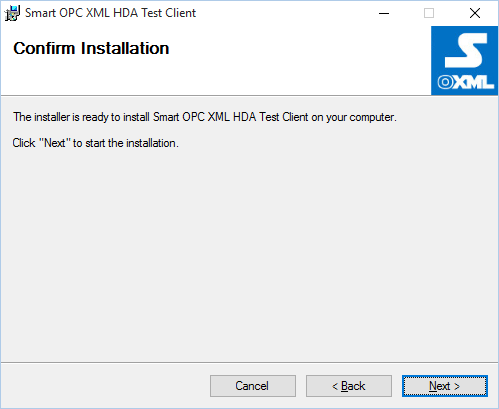 Smart OPC XML HDA Test Client
Confirm Installation
S
XML
The installer is ready to install Smart OPC XML HDA Test Client on your computer.
Click "Next" to start the installation.
Cancel
< Back
Next >